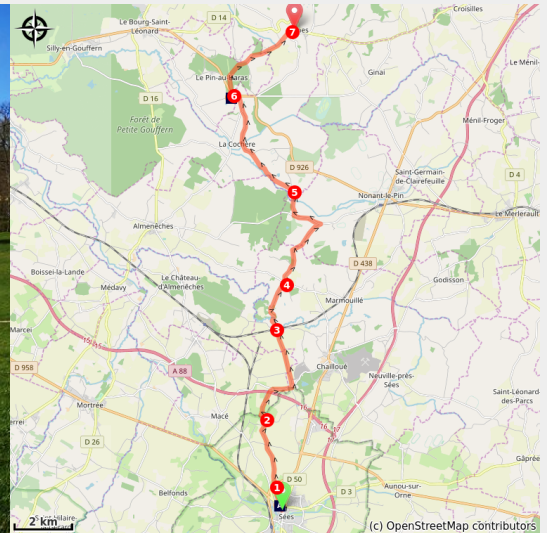 Croisilles
Le Bourg-Saint-
Léonard
D 14
7
Silly-en-Gouffern
Le Pin-au-Haras
Ginai
Le Ménil-
D 16
6
Forêt de
Petite Gouffern
Ménil-Froger
La Cochère
D 926
Saint-Germain-
de-Clairefeuille
D 4
5
Nonant-le-Pin
Le Merlerault
Almenêches
D 438
Boissei-la-Lande
Le Château-
d'Almenêches
Médavy
4
Godisson
Marmouillé
Marcei
3
A 88
Chailloué
D 958
Neuville-près-
Sées
Mortrée
Macé
2
Saint-Léonard-
des-Parcs
D 26
Gâprée
Belfonds
1
D 50
D 3
Aunou-sur-
Orne
Sées
2 km
(c) OpenStreetMap contributors